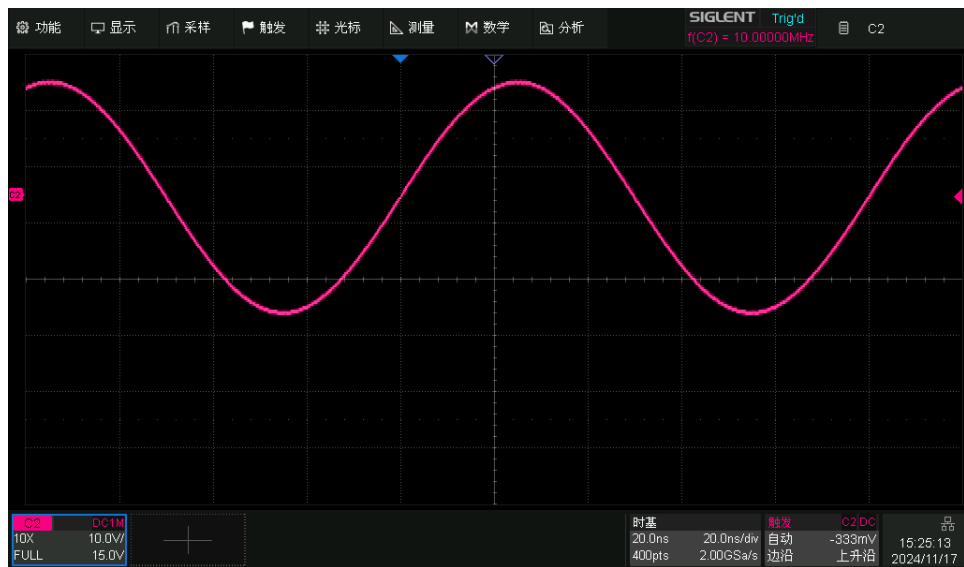 功能 显示 采样 触发 光标 测量 数学 分析 SIGLENT Trig'd C2
f(C2) = 10.00000MHz
C2
C2 DC1M
10X 10.0V/
FULL 15.0V
时基
20.0ns 20.0ns/div
400pts 2.00GSa/s
触发 C2 DC
自动 -333mV
边沿 上升沿
15:25:13
2024/11/17